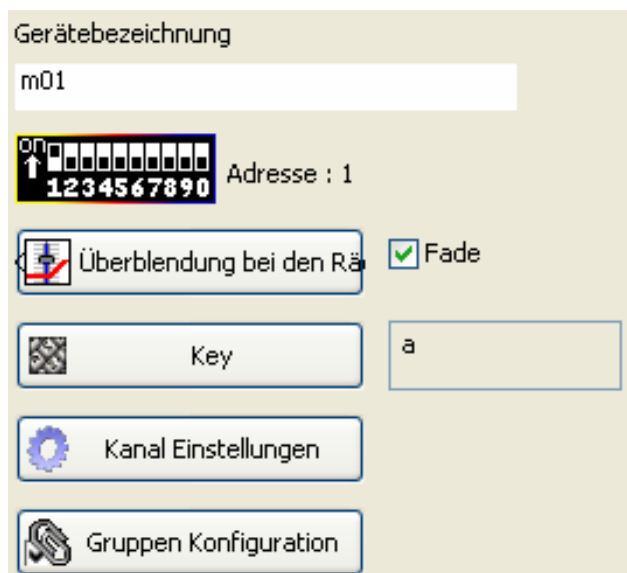 Gerätebezeichnung
m01
on
1234567890 Adresse : 1
Überblendung bei den Rä
Fade
Key
a
Kanal Einstellungen
Gruppen Konfiguration